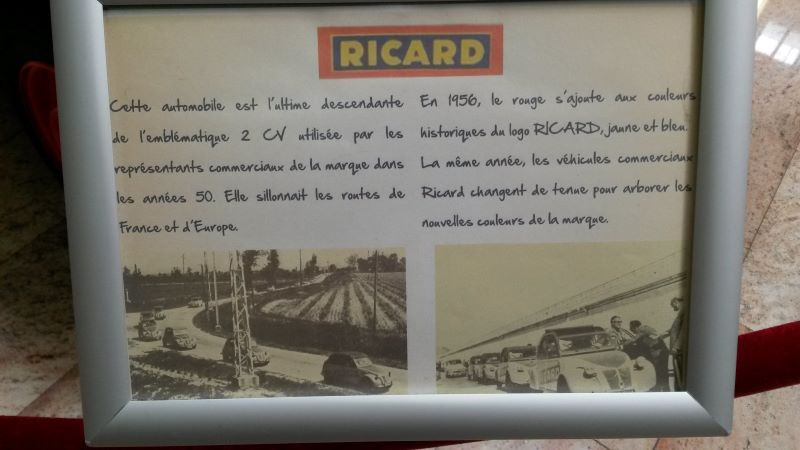 RICARD
Cette automobile est l'ultime descendante
de l'emblématique 2 CV utilisée par les
représentants commerciaux de la marque dans
les années 50. Elle sillonnait les routes de
France et d'Europe.
En 1956, le rouge s'ajoute aux couleurs
historiques du logo RICARD, jaune et bleu.
La même année, les véhicules commerciaux
Ricard changent de tenue pour arborer les
nouvelles couleurs de la marque.